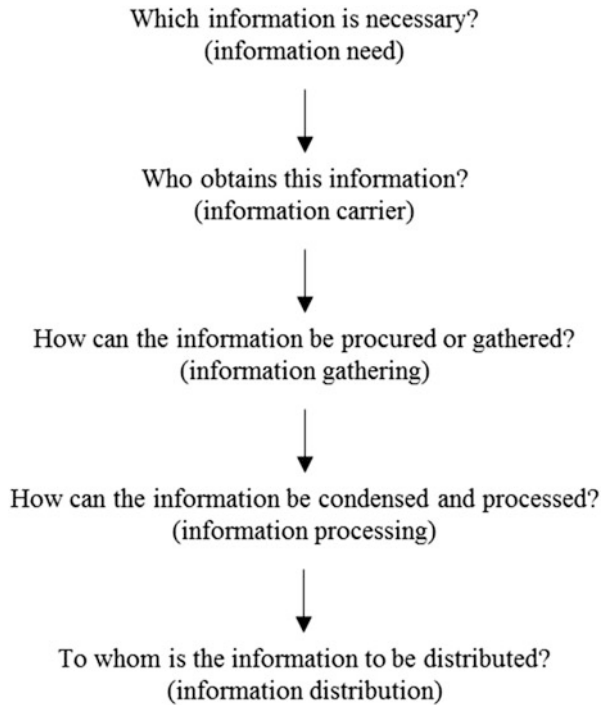 Which information is necessary?
(information need)
Who obtains this information?
(information carrier)
How can the information be procured or gathered?
(information gathering)
How can the information be condensed and processed?
(information processing)
To whom is the information to be distributed?
(information distribution)